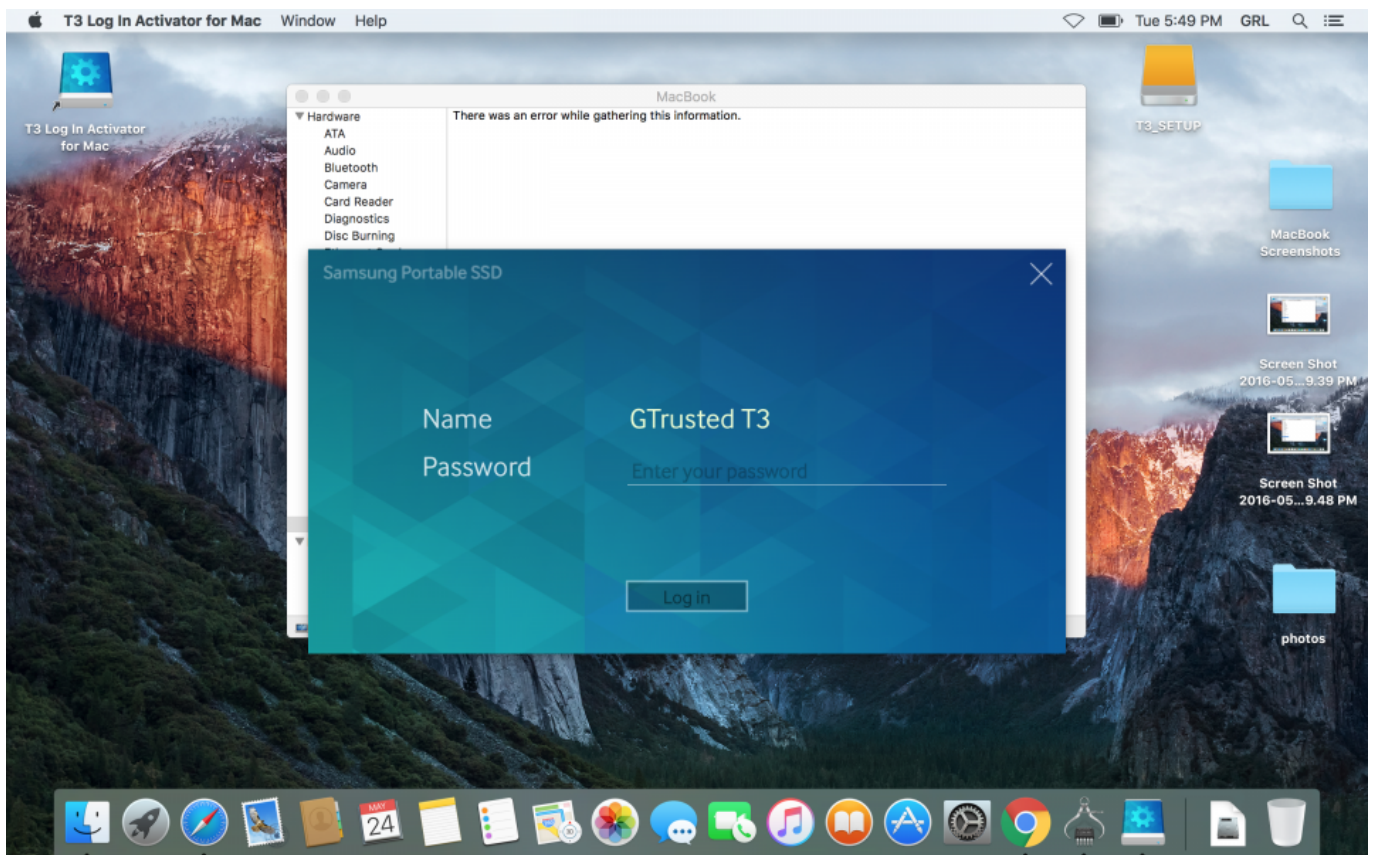 T3 Log In Activator for Mac Window Help Tue 5:49 PM GRL
T3 Log In Activator
for Mac
MacBook
Hardware
ATA
Audio
Bluetooth
Camera
Card Reader
Diagnostics
Disc Burning
There was an error while gathering this information.
Samsung Portable SSD
Name GTrusted T3
Password Enter your password
Log in
T3_SETUP
MacBook
Screenshots
Screen Shot
2016-05...9.39 PM
Screen Shot
2016-05...9.48 PM
photos
MAY
24